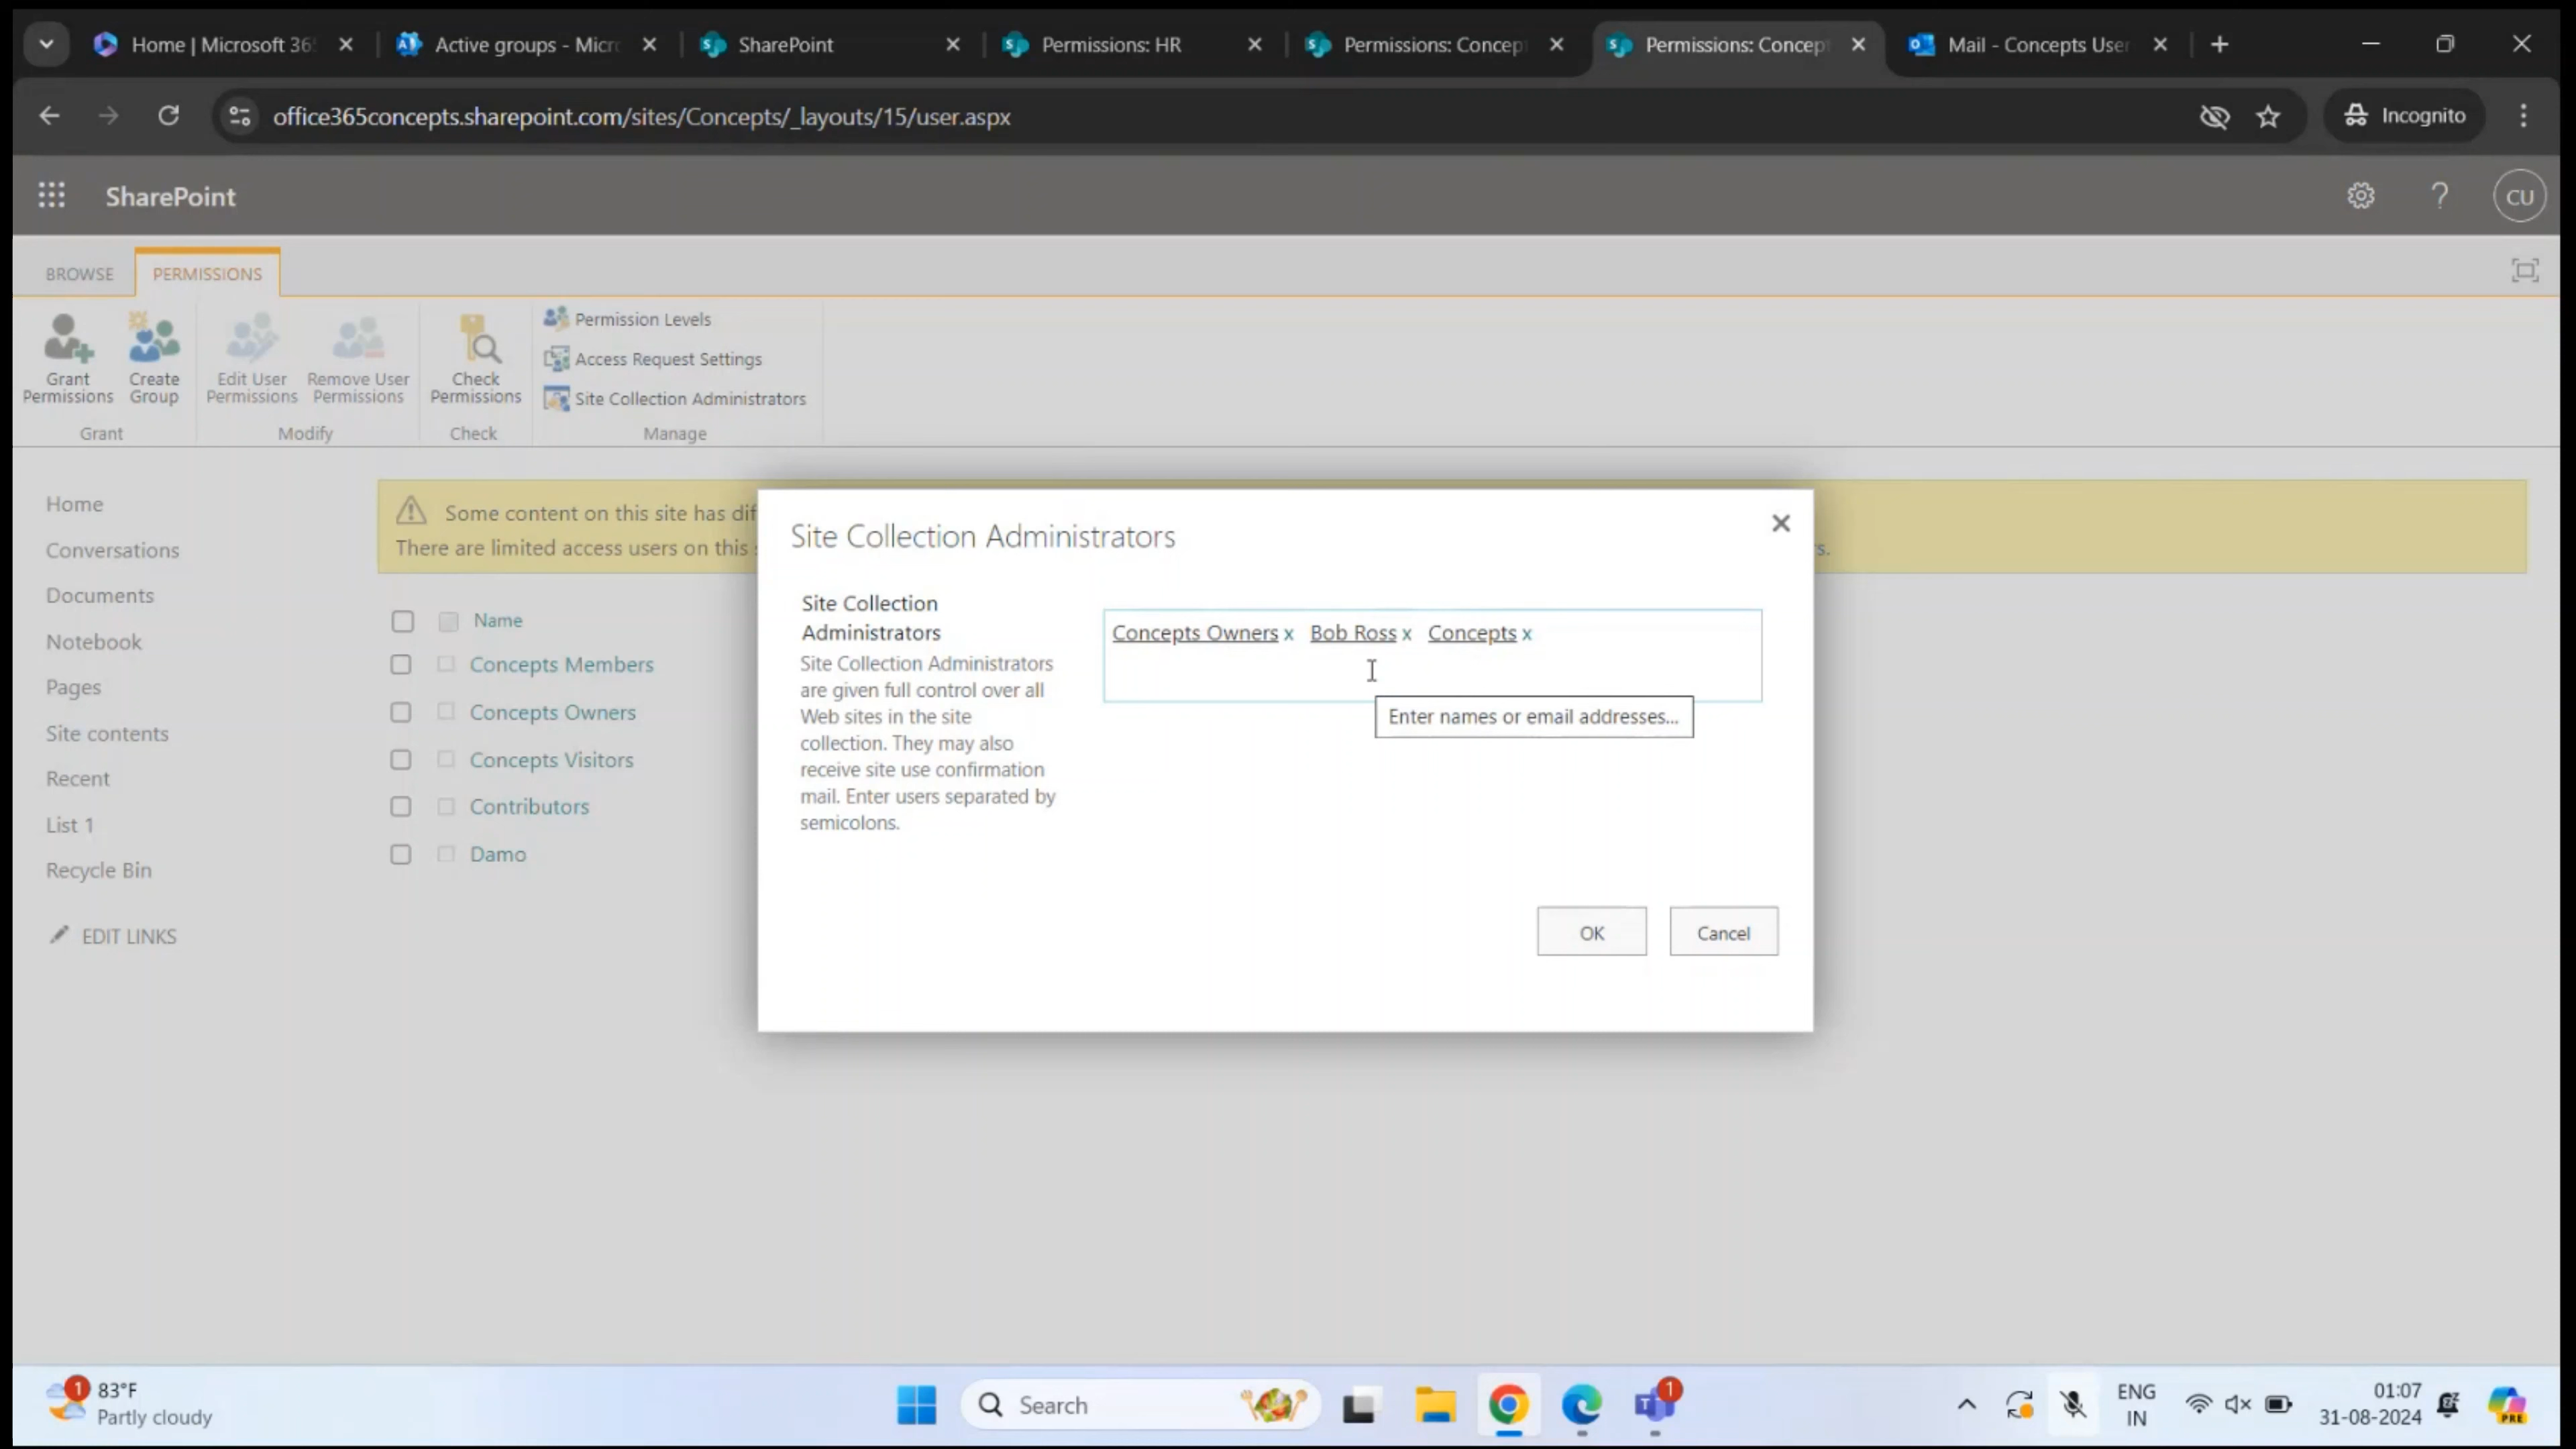 Home | Microsoft 36
Active groups - Micr
SharePoint
Permissions: HR
Permissions: Concep
Permissions: Concep
Mail - Concepts User
office365concepts.sharepoint.com/sites/Concepts/_layouts/15/user.aspx
Incognito
SharePoint
?
CU
BROWSE
PERMISSIONS
Grant Permissions
Create Group
Edit User Permissions
Remove User Permissions
Check Permissions
Permission Levels
Access Request Settings
Site Collection Administrators
Grant
Modify
Check
Manage
Home
Conversations
Documents
Notebook
Pages
Site contents
Recent
List 1
Recycle Bin
EDIT LINKS
Some content on this site has dif
There are limited access users on this s
s.
Name
Concepts Members
Concepts Owners
Concepts Visitors
Contributors
Damo
Site Collection Administrators
Site Collection
Administrators
Site Collection Administrators
are given full control over all
Web sites in the site
collection. They may also
receive site use confirmation
mail. Enter users separated by
semicolons.
Concepts Owners x Bob Ross x Concepts x
Enter names or email addresses...
OK
Cancel
1
83°F
Partly cloudy
Search
1
ENG
IN
01:07
31-08-2024
PRE